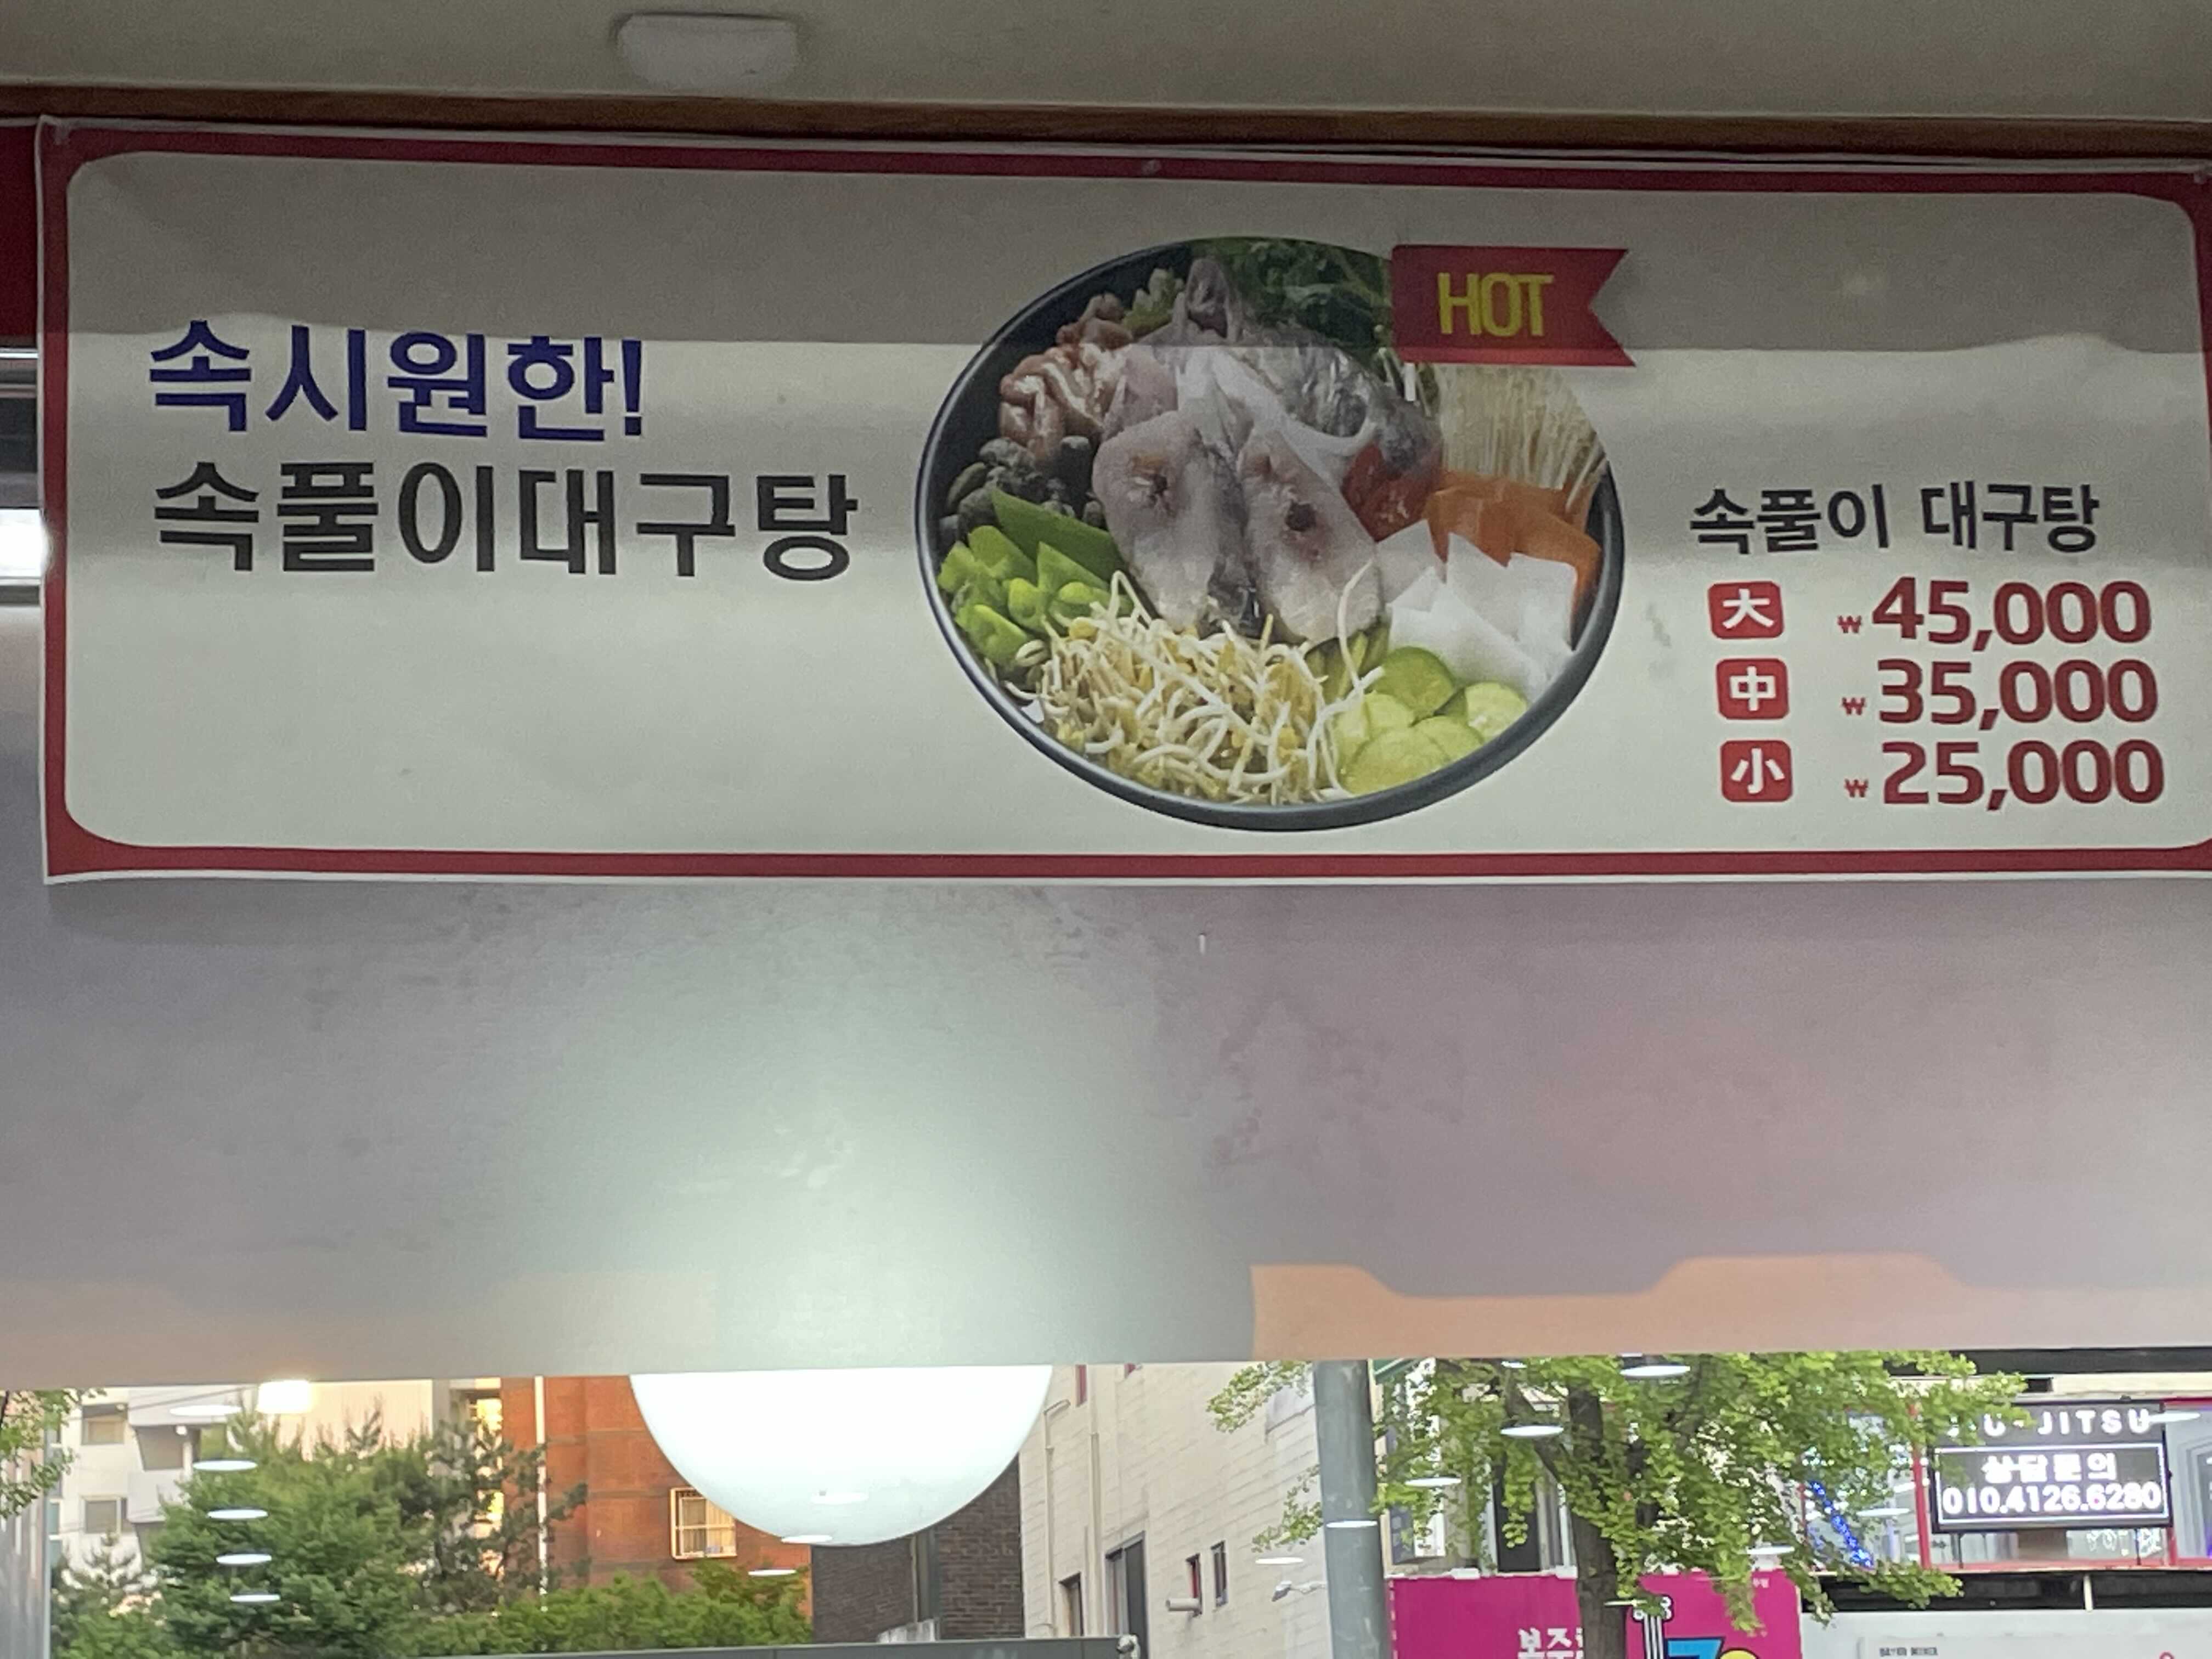 속시원한!
속풀이대구탕
HOT
속풀이 대구탕
大 ₩45,000
中 ₩35,000
小 ₩25,000
JITSU
상담문의
010.4126.6280